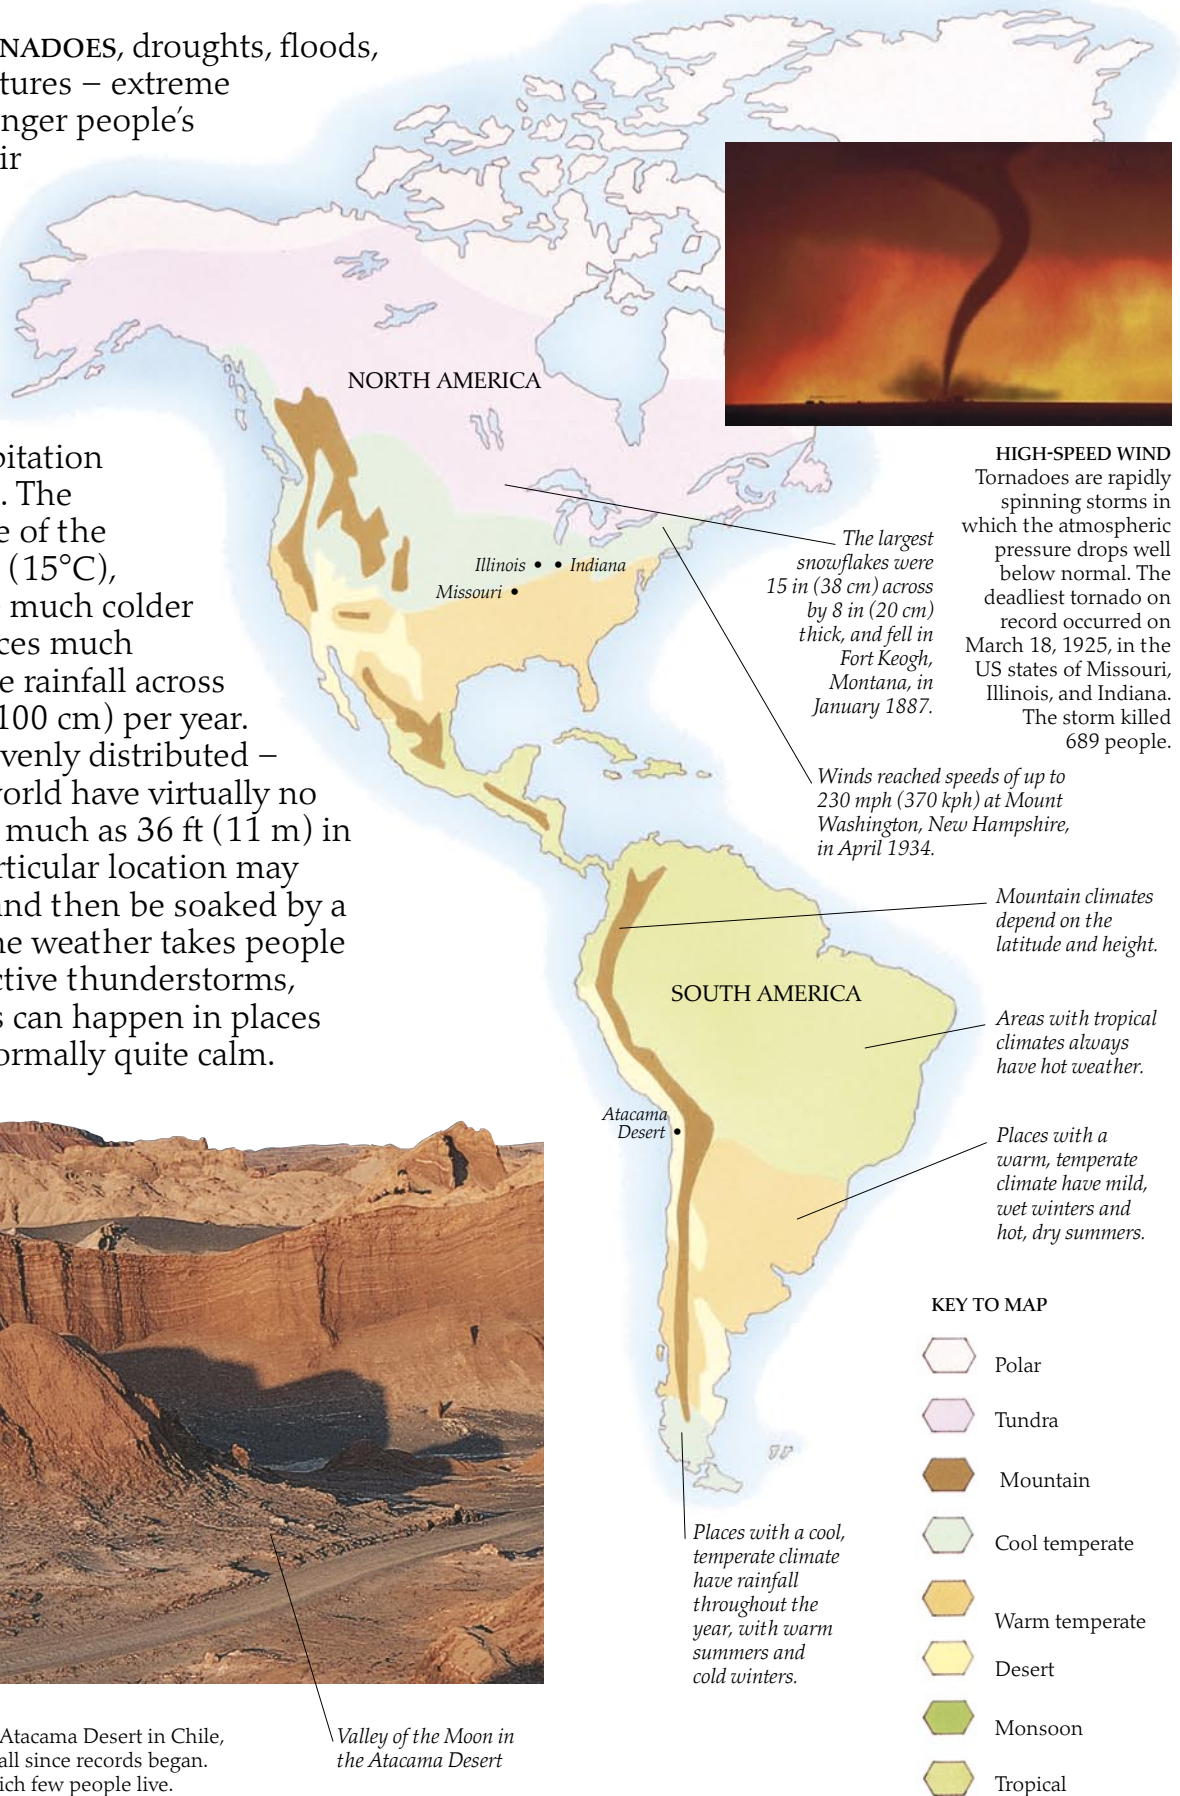 NADOES, droughts, floods,
tures – extreme
nger people’s
ir
bitation
. The
e of the
(15°C),
much colder
ces much
e rainfall across
100 cm) per year.
venly distributed –
vorld have virtually no
much as 36 ft (11 m) in
rticular location may
and then be soaked by a
ne weather takes people
ctive thunderstorms,
s can happen in places
ormally quite calm.
NORTH AMERICA
Illinois • • Indiana
Missouri •
HIGH-SPEED WIND
Tornadoes are rapidly
spinning storms in
which the atmospheric
pressure drops well
below normal. The
deadliest tornado on
record occurred on
March 18, 1925, in the
US states of Missouri,
Illinois, and Indiana.
The storm killed
689 people.
The largest
snowflakes were
15 in (38 cm) across
by 8 in (20 cm)
thick, and fell in
Fort Keogh,
Montana, in
January 1887.
Winds reached speeds of up to
230 mph (370 kph) at Mount
Washington, New Hampshire,
in April 1934.
Mountain climates
depend on the
latitude and height.
SOUTH AMERICA
Areas with tropical
climates always
have hot weather.
Atacama
Desert •
Places with a
warm, temperate
climate have mild,
wet winters and
hot, dry summers.
Places with a cool,
temperate climate
have rainfall
throughout the
year, with warm
summers and
cold winters.
KEY TO MAP
Polar
Tundra
Mountain
Cool temperate
Warm temperate
Desert
Monsoon
Tropical
Atacama Desert in Chile,
all since records began.
ich few people live.
Valley of the Moon in
the Atacama Desert